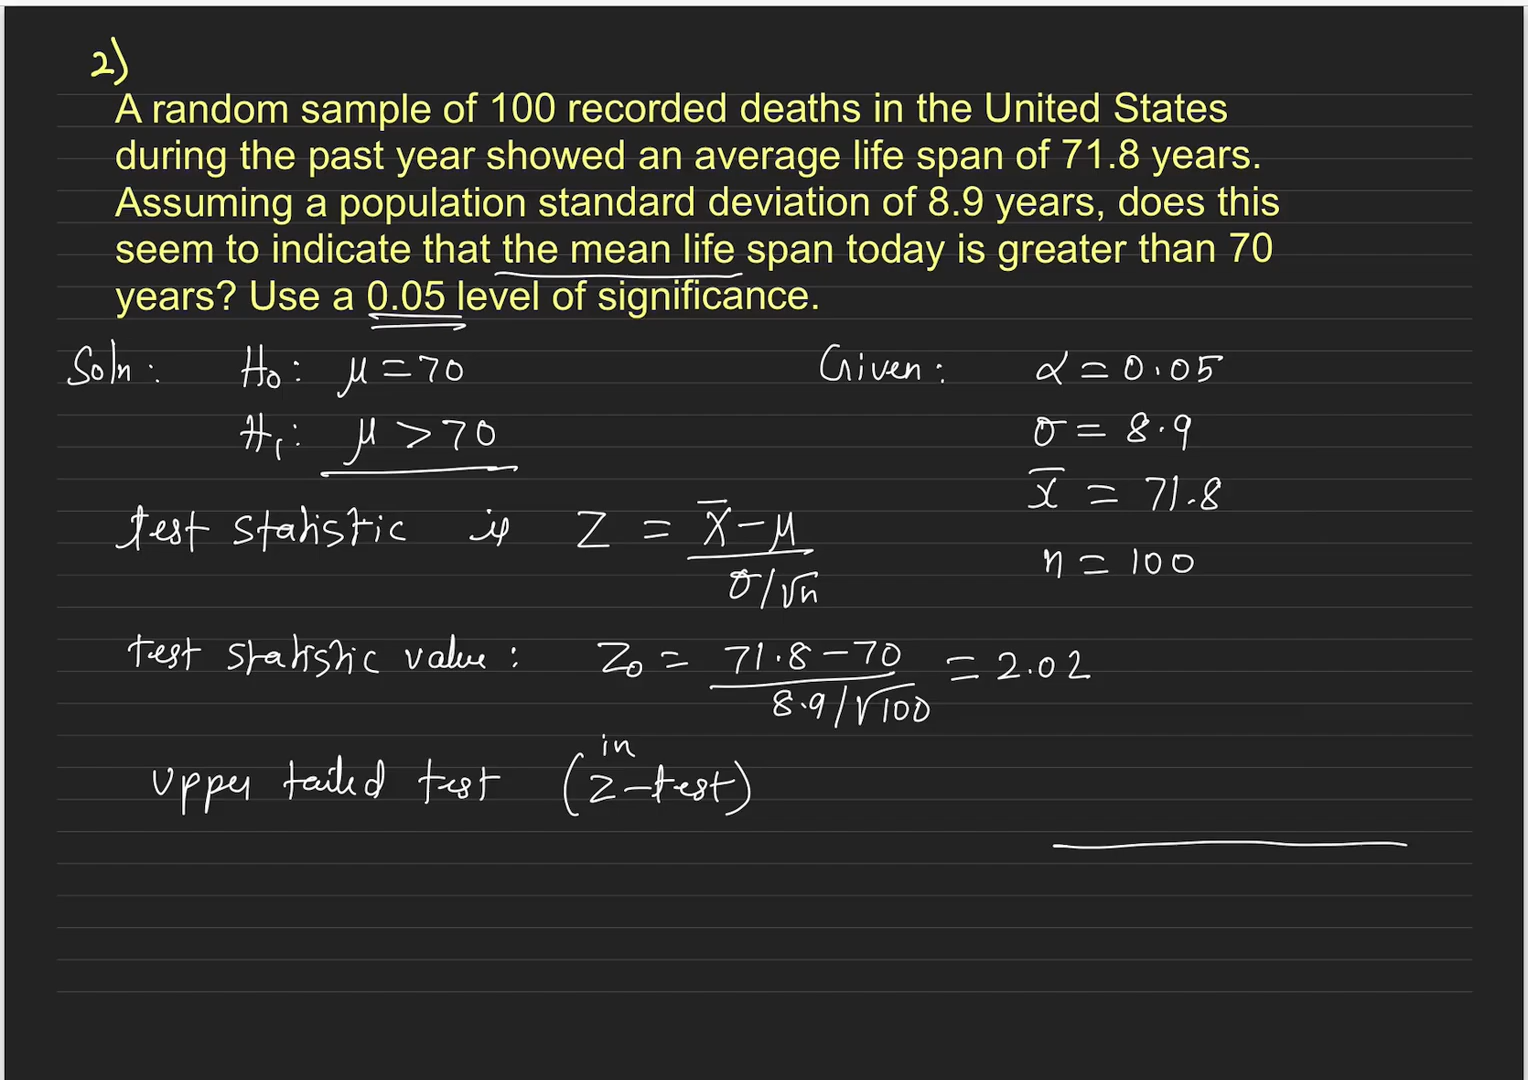 2)
A random sample of 100 recorded deaths in the United States
during the past year showed an average life span of 71.8 years.
Assuming a population standard deviation of 8.9 years, does this
seem to indicate that the mean life span today is greater than 70
years? Use a 0.05 level of significance.
Soln: H₀: μ = 70 Given: α = 0.05
H₁: μ > 70 σ = 8.9
x̄ = 71.8
test statistic is Z = X̄ - μ / σ/√n
n = 100
test statistic value: Z₀ = 71.8 - 70 / 8.9/√100 = 2.02
Upper tailed test (in Z-test)